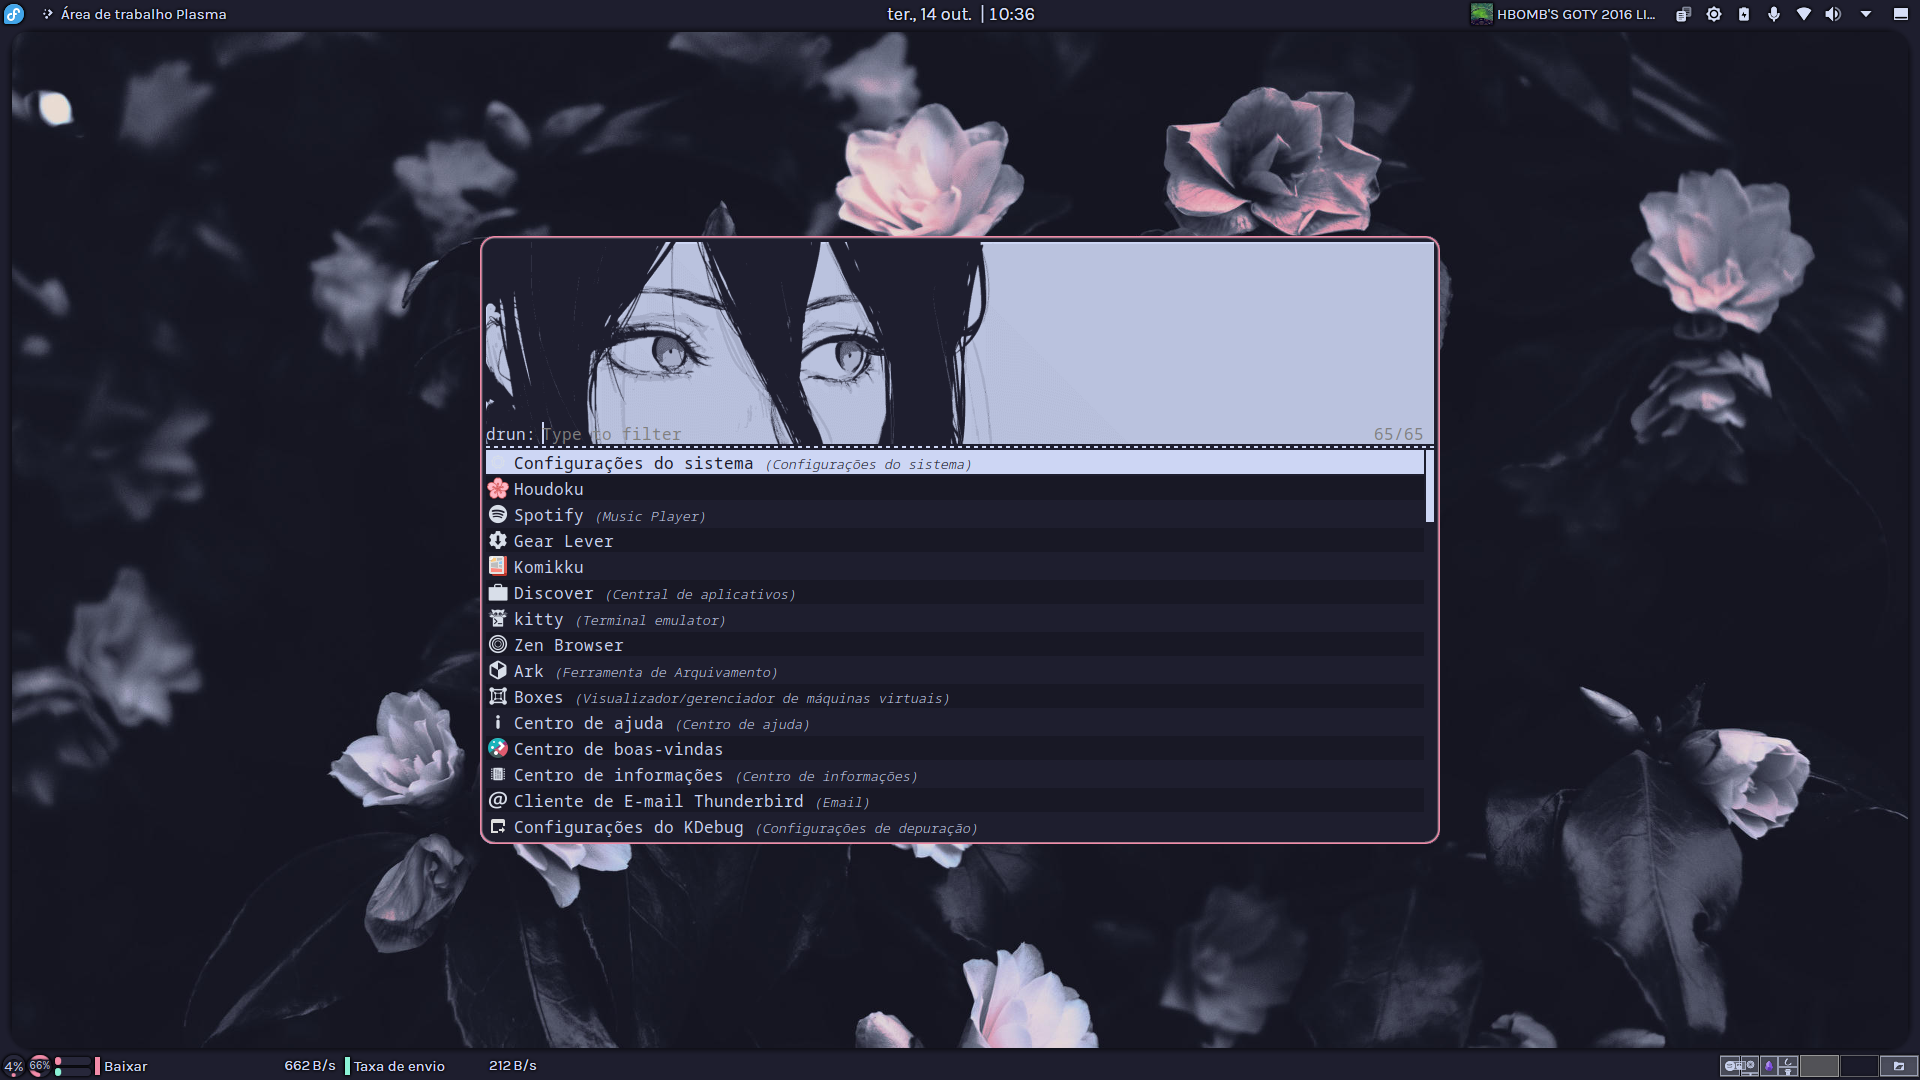 Área de trabalho Plasma
ter., 14 out. | 10:36
HBOMB'S GOTY 2016 LI...
drun: Type to filter
65/65
Configurações do sistema (Configurações do sistema)
Houdoku
Spotify (Music Player)
Gear Lever
Komikku
Discover (Central de aplicativos)
kitty (Terminal emulator)
Zen Browser
Ark (Ferramenta de Arquivamento)
Boxes (Visualizador/gerenciador de máquinas virtuais)
Centro de ajuda (Centro de ajuda)
Centro de boas-vindas
Centro de informações (Centro de informações)
Cliente de E-mail Thunderbird (Email)
Configurações do KDebug (Configurações de depuração)
4%
66%
Baixar
662 B/s
Taxa de envio
212 B/s